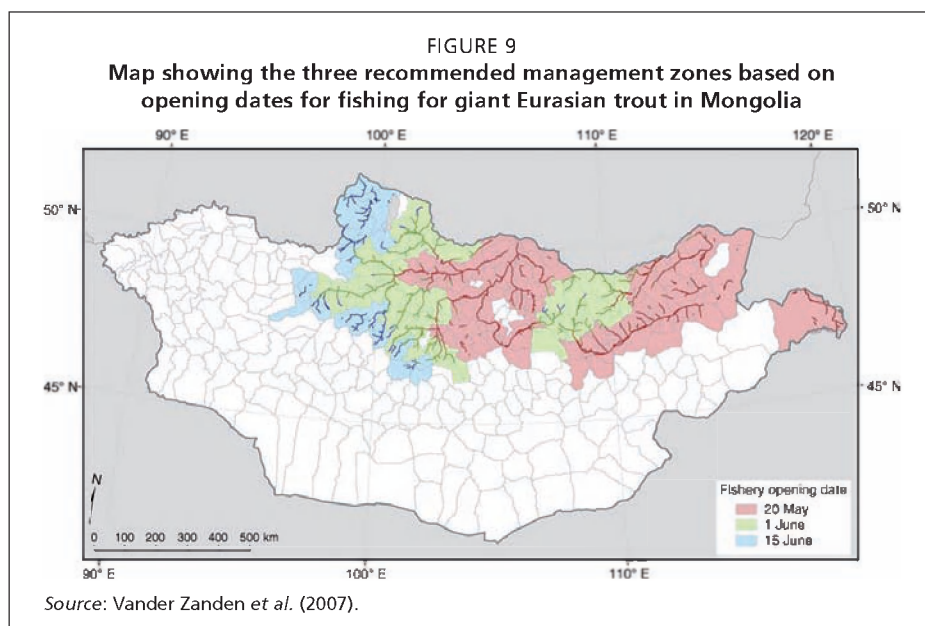 FIGURE 9
Map showing the three recommended management zones based on
opening dates for fishing for giant Eurasian trout in Mongolia
90° E 100° E 110° E 120° E
50° N 50° N
45° N 45° N
N
0 100 200 300 400 500 km
Fishery opening date
20 May
1 June
15 June
90° E 100° E 110° E
Source: Vander Zanden et al. (2007).